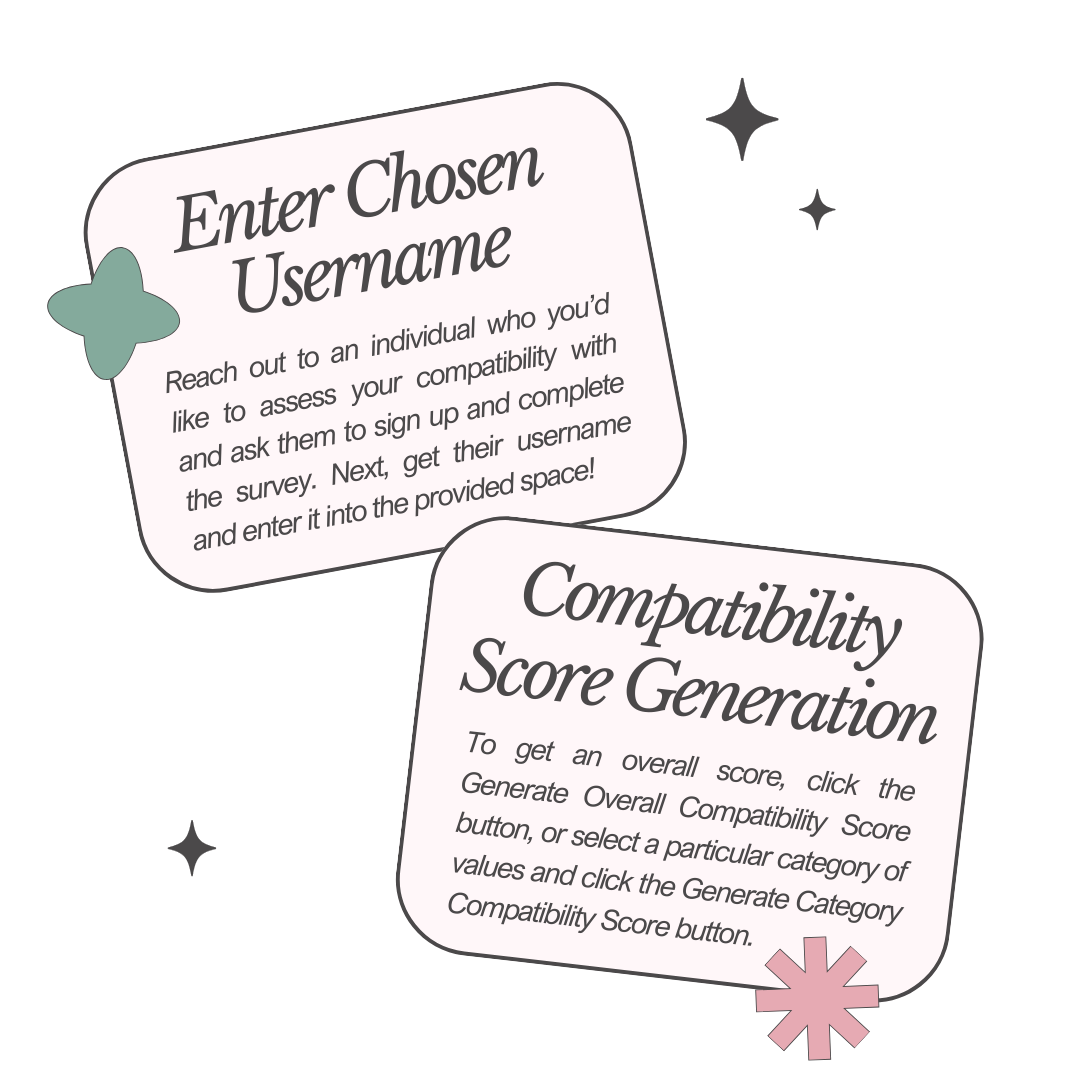 Enter Chosen
Username
Reach out to an individual who you’d
like to assess your compatibility with
and ask them to sign up and complete
the survey. Next, get their username
and enter it into the provided space!
Compatibility
Score Generation
To get an overall score, click the
Generate Overall Compatibility Score
button, or select a particular category of
values and click the Generate Category
Compatibility Score button.